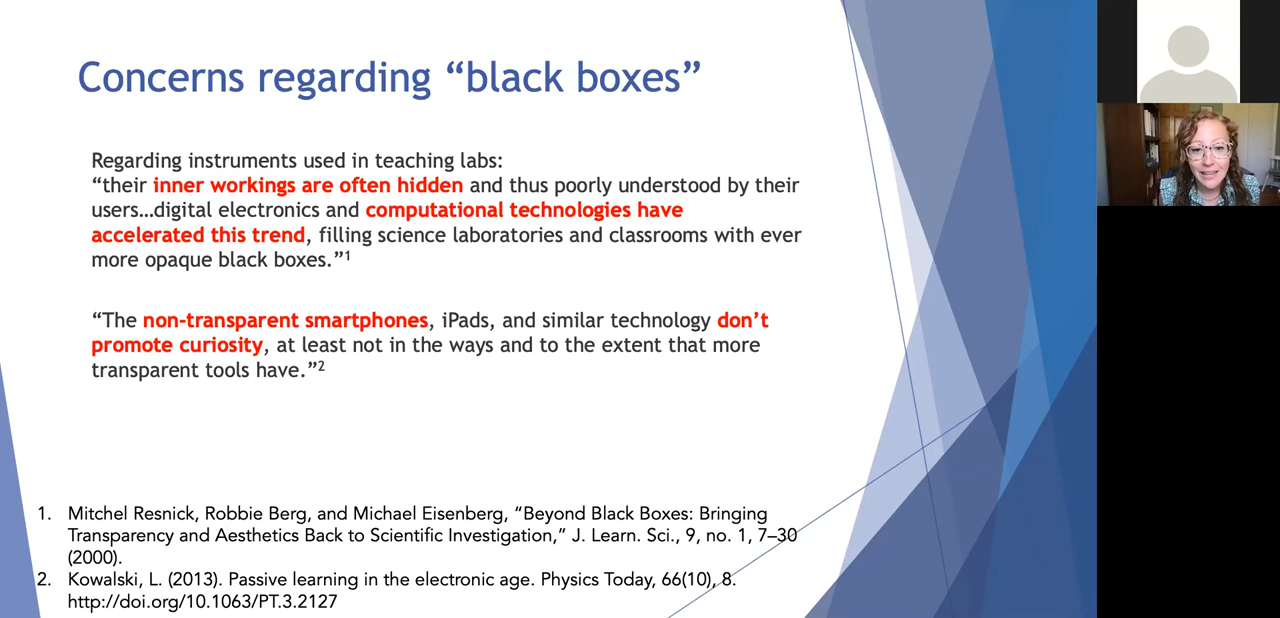 Concerns regarding “black boxes”
Regarding instruments used in teaching labs:
“their inner workings are often hidden and thus poorly understood by their
users…digital electronics and computational technologies have
accelerated this trend, filling science laboratories and classrooms with ever
more opaque black boxes.”1
“The non-transparent smartphones, iPads, and similar technology don’t
promote curiosity, at least not in the ways and to the extent that more
transparent tools have.”2
1. Mitchel Resnick, Robbie Berg, and Michael Eisenberg, “Beyond Black Boxes: Bringing
Transparency and Aesthetics Back to Scientific Investigation,” J. Learn. Sci., 9, no. 1, 7–30
(2000).
2. Kowalski, L. (2013). Passive learning in the electronic age. Physics Today, 66(10), 8.
http://doi.org/10.1063/PT.3.2127